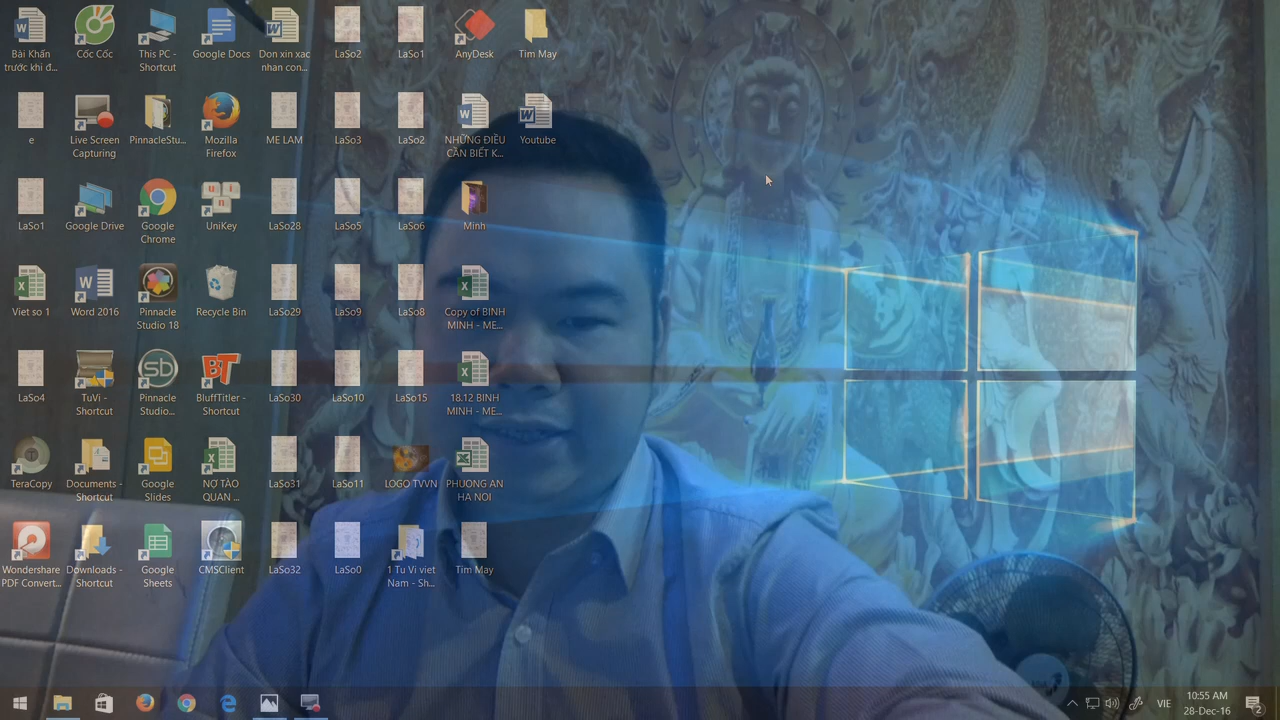 Bài Khấn
trước khi đ...
Cốc Cốc
This PC -
Shortcut
Google Docs
Don xin xac
nhan con...
LaSo2
LaSo1
AnyDesk
Tim May
e
Live Screen
Capturing
PinnacleStu...
Mozilla
Firefox
ME LAM
LaSo3
LaSo2
NHỮNG ĐIỀU
CẦN BIẾT K...
Youtube
LaSo1
Google Drive
Google
Chrome
UniKey
LaSo28
LaSo5
LaSo6
Minh
Viet so 1
Word 2016
Pinnacle
Studio 18
Recycle Bin
LaSo29
LaSo9
LaSo8
Copy of BINH
MINH - ME...
LaSo4
TuVi -
Shortcut
Pinnacle
Studio...
BluffTitler -
Shortcut
LaSo30
LaSo10
LaSo15
18.12 BINH
MINH - ME...
TeraCopy
Documents -
Shortcut
Google
Slides
NỢ TÀO
QUAN ...
LaSo31
LaSo11
LOGO TVVN
PHUONG AN
HA NOI
Wondershare
PDF Convert...
Downloads -
Shortcut
Google
Sheets
CMSClient
LaSo32
LaSo0
1 Tu Vi viet
Nam - Sh...
Tim May
VIE
10:55 AM
28-Dec-16
2